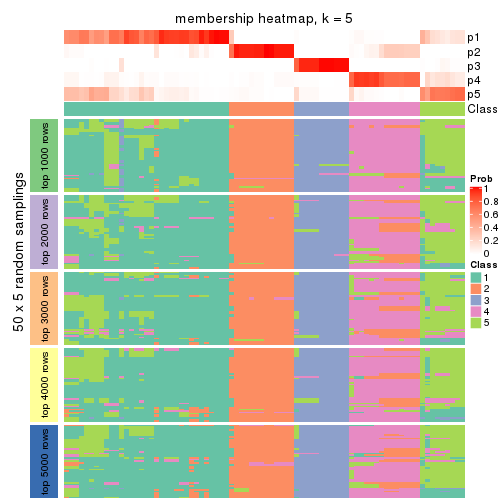 membership heatmap, k = 5
p1
p2
p3
p4
p5
Class
50 x 5 random samplings
top 1000 rows
top 2000 rows
top 3000 rows
top 4000 rows
top 5000 rows
Prob
1
0.8
0.6
0.4
0.2
0
Class
1
2
3
4
5